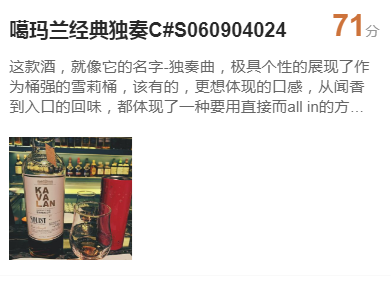 噶玛兰经典独奏C#S060904024
71分
这款酒，就像它的名字-独奏曲，极具个性的展现了作
为桶强的雪莉桶，该有的，更想体现的口感，从闻香
到入口的回味，都体现了一种要用直接而all in的方…
KA
VA
LAN